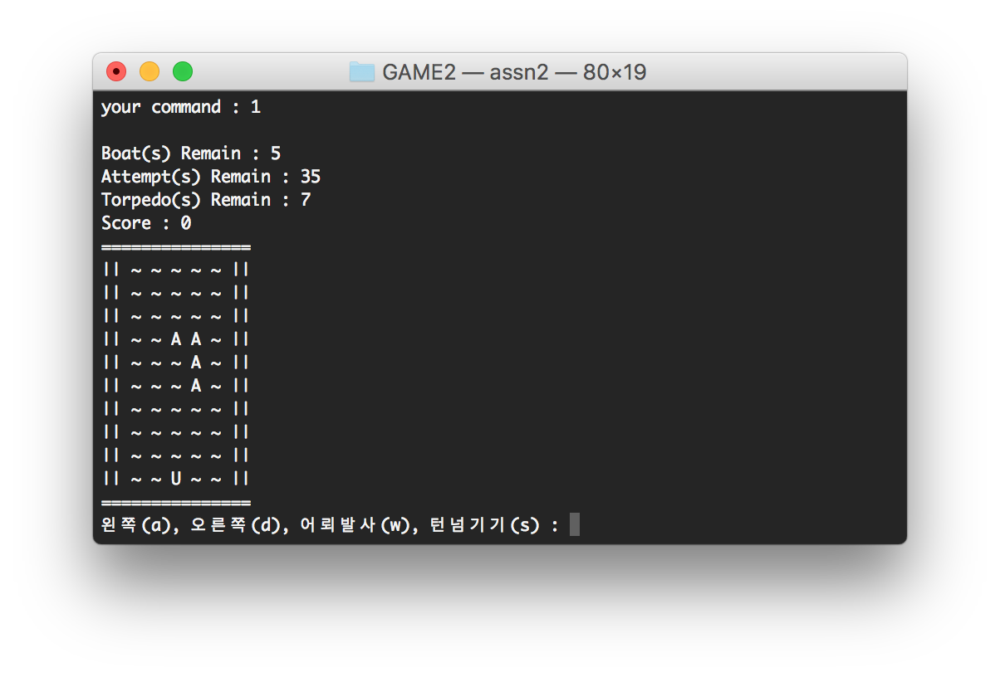 GAME2 — assn2 — 80×19
your command : 1
Boat(s) Remain : 5
Attempt(s) Remain : 35
Torpedo(s) Remain : 7
Score : 0
===============
|| ~ ~ ~ ~ ~ ||
|| ~ ~ ~ ~ ~ ||
|| ~ ~ ~ ~ ~ ||
|| ~ ~ A A ~ ||
|| ~ ~ ~ A ~ ||
|| ~ ~ ~ A ~ ||
|| ~ ~ ~ ~ ~ ||
|| ~ ~ ~ ~ ~ ||
|| ~ ~ ~ ~ ~ ||
|| ~ ~ U ~ ~ ||
===============
왼쪽(a), 오른쪽(d), 어뢰발사(w), 턴넘기기(s) :